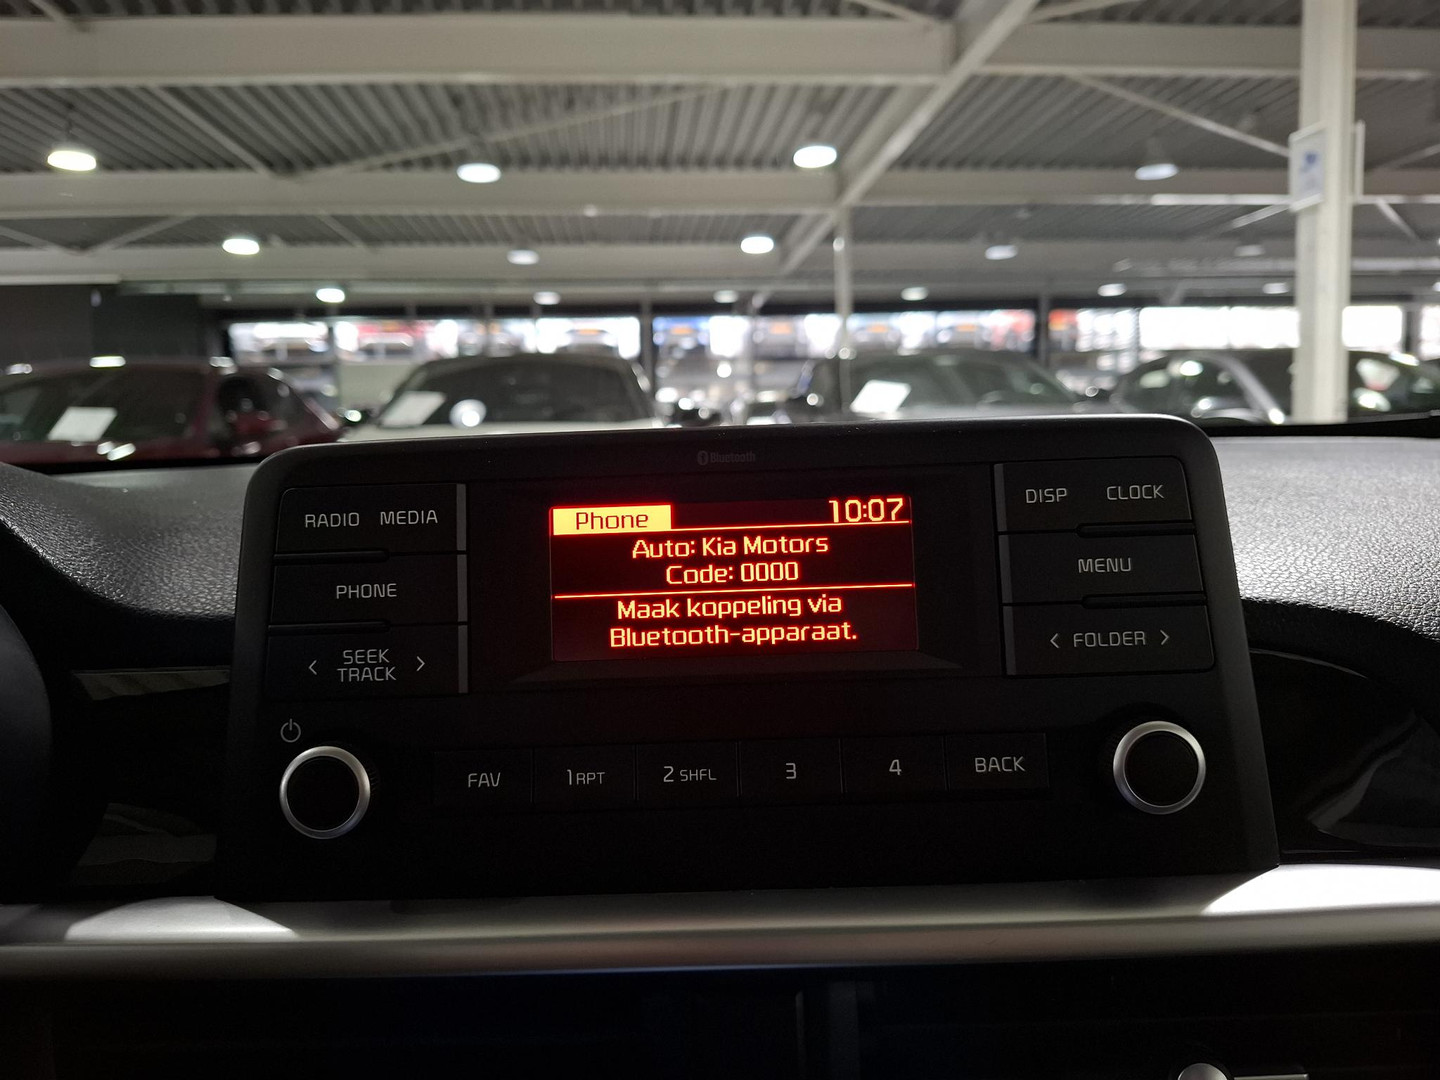 Bluetooth
RADIO MEDIA
PHONE
SEEK
TRACK
Phone 10:07
Auto: Kia Motors
Code: 0000
Maak koppeling via
Bluetooth-apparaat.
DISP CLOCK
MENU
FOLDER
FAV 1 RPT 2 SHFL 3 4 BACK